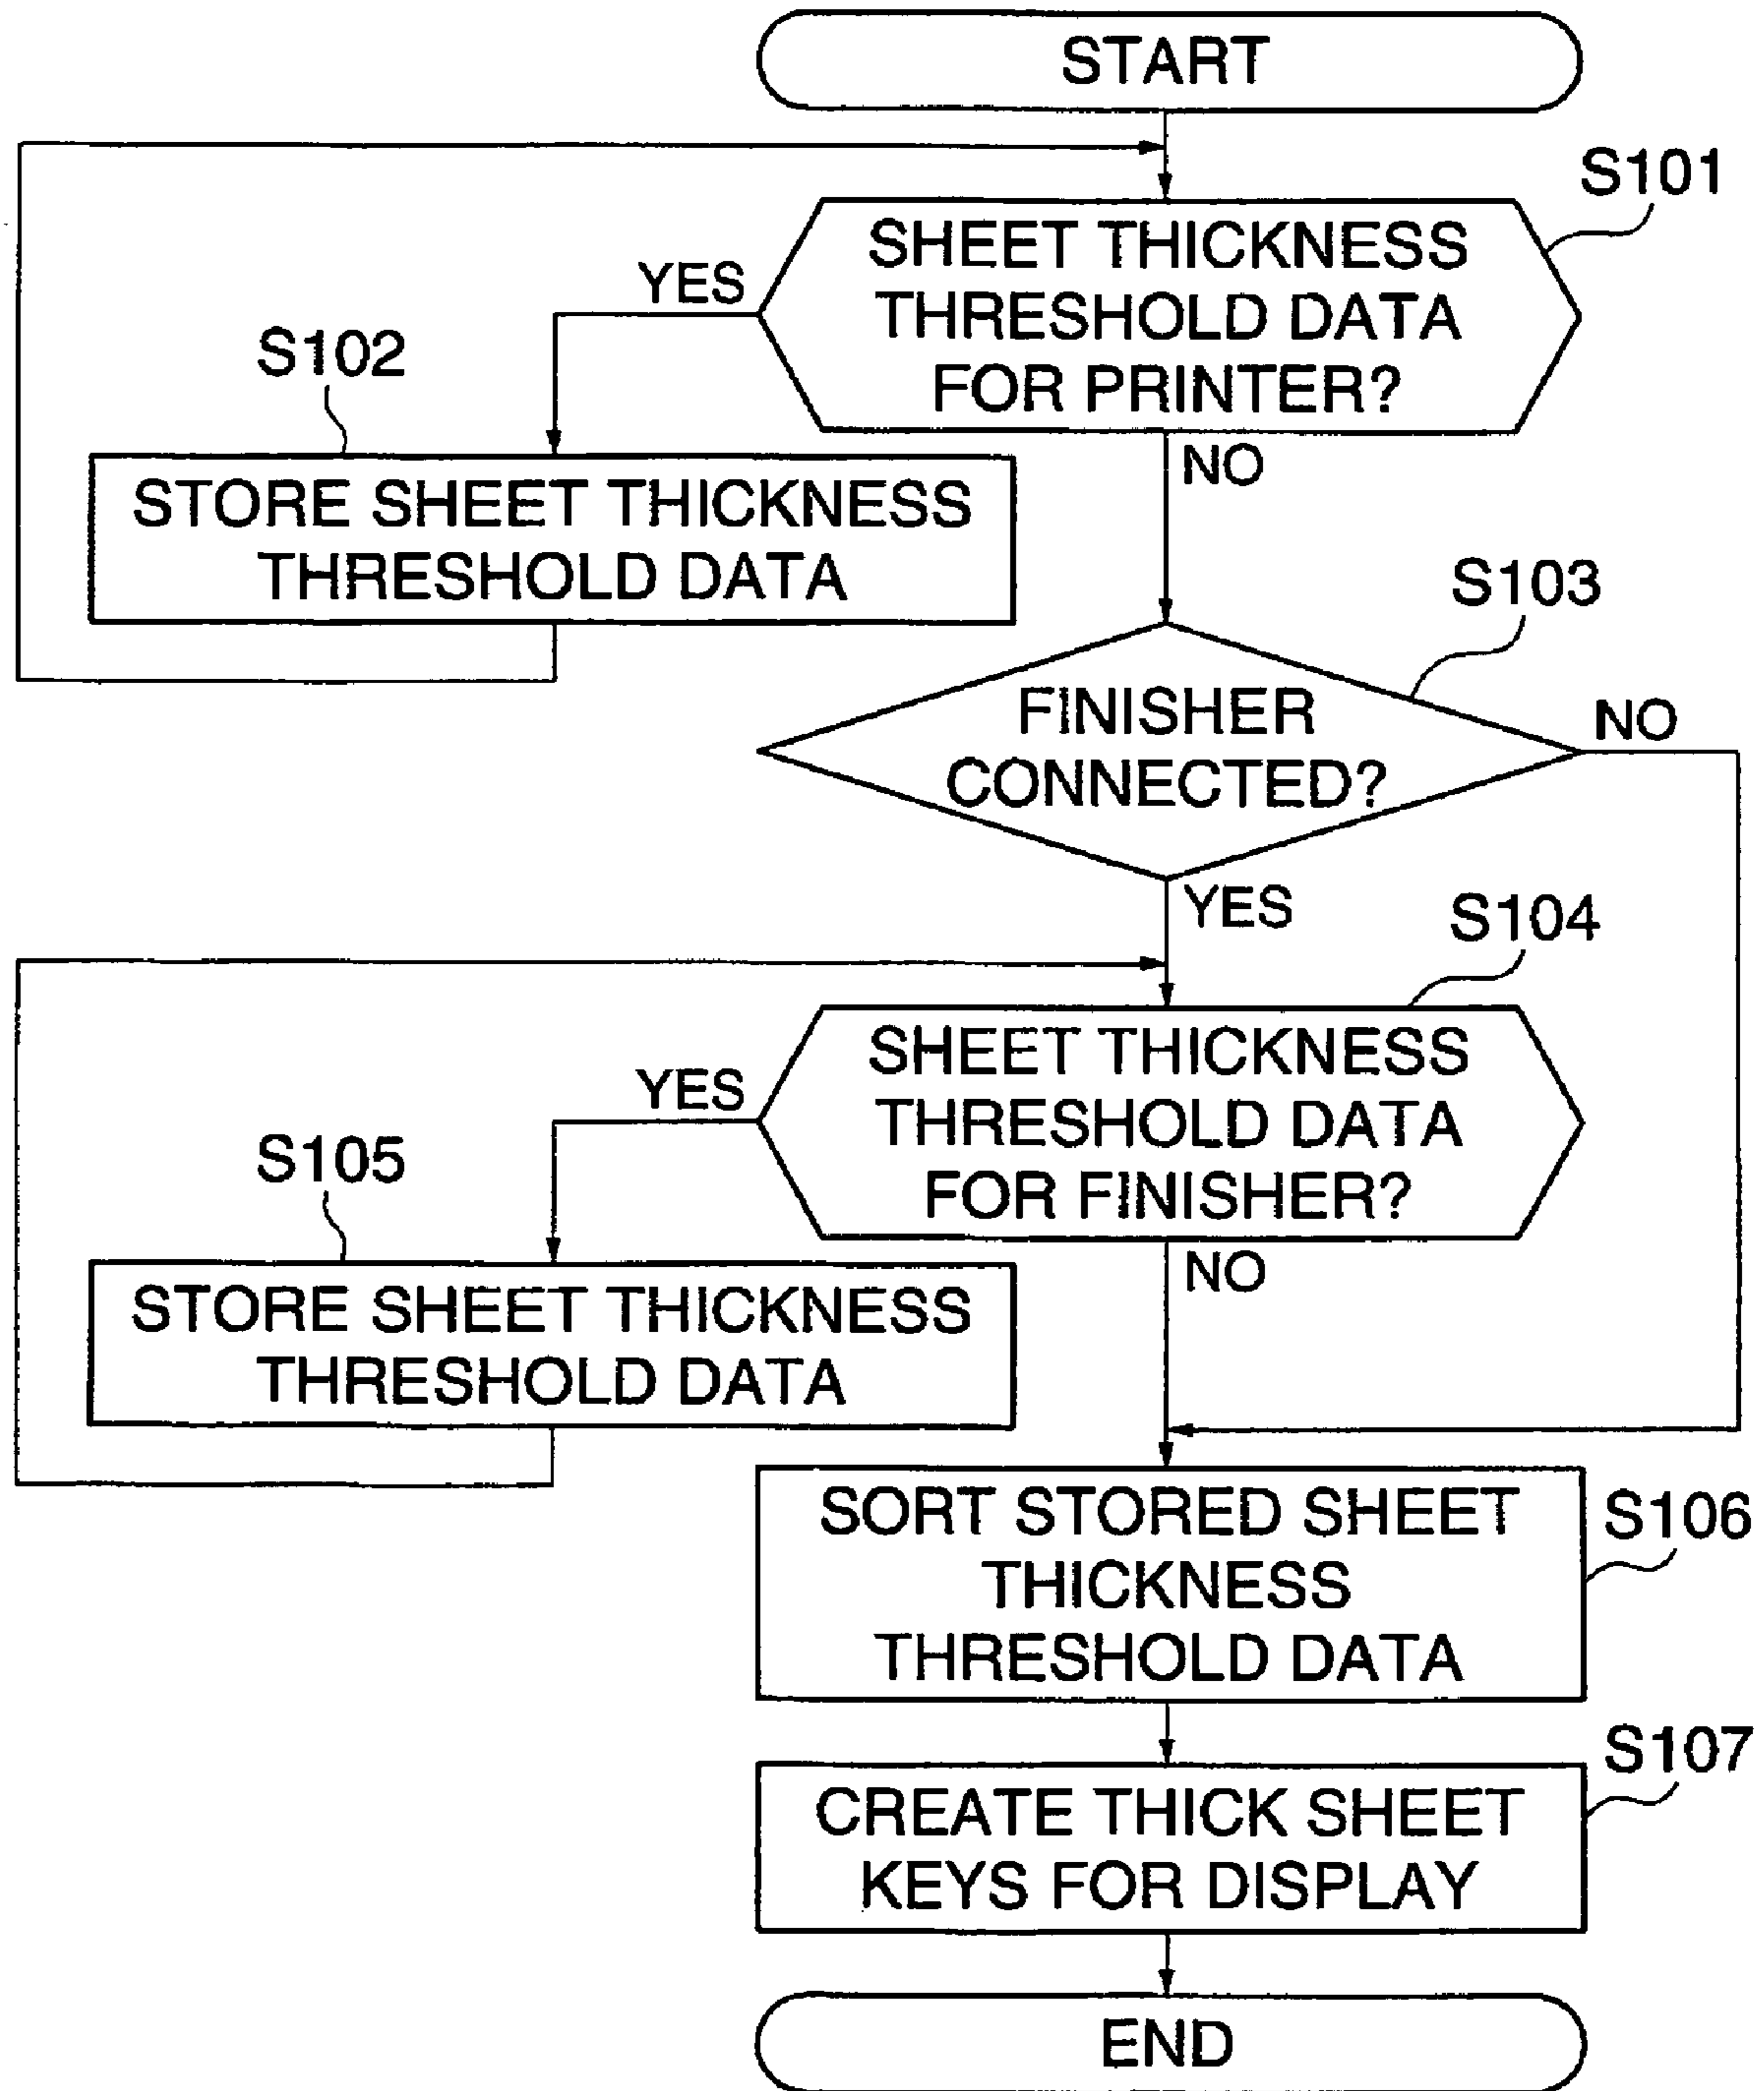 START
S101
SHEET THICKNESS
THRESHOLD DATA
FOR PRINTER?
YES
NO
S102
STORE SHEET THICKNESS
THRESHOLD DATA
S103
FINISHER
CONNECTED?
NO
YES
S104
SHEET THICKNESS
THRESHOLD DATA
FOR FINISHER?
YES
NO
S105
STORE SHEET THICKNESS
THRESHOLD DATA
SORT STORED SHEET
THICKNESS
THRESHOLD DATA
S106
S107
CREATE THICK SHEET
KEYS FOR DISPLAY
END